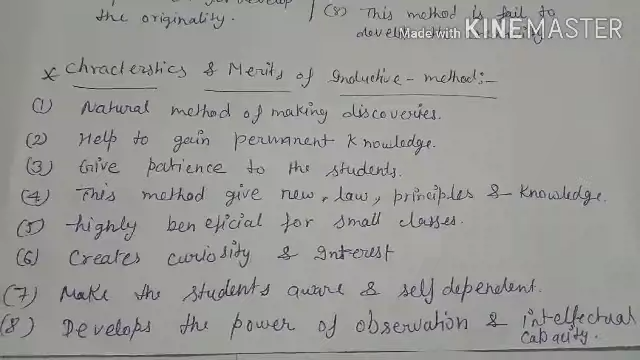 the originality.
(8) This method is fail to
Made with KINEMASTER
* Chracterstics & Merits of Inductive - method:-
(1) Natural method of making discoveries.
(2) Help to gain permanent knowledge.
(3) Give patience to the students.
(4) This method give new, law, principles & knowledge.
(5) highly beneficial for small classes.
(6) Creates curiosity & Interest
(7) Make the students aware & self dependent.
(8) Develops the power of observation & intellectual
capacity.